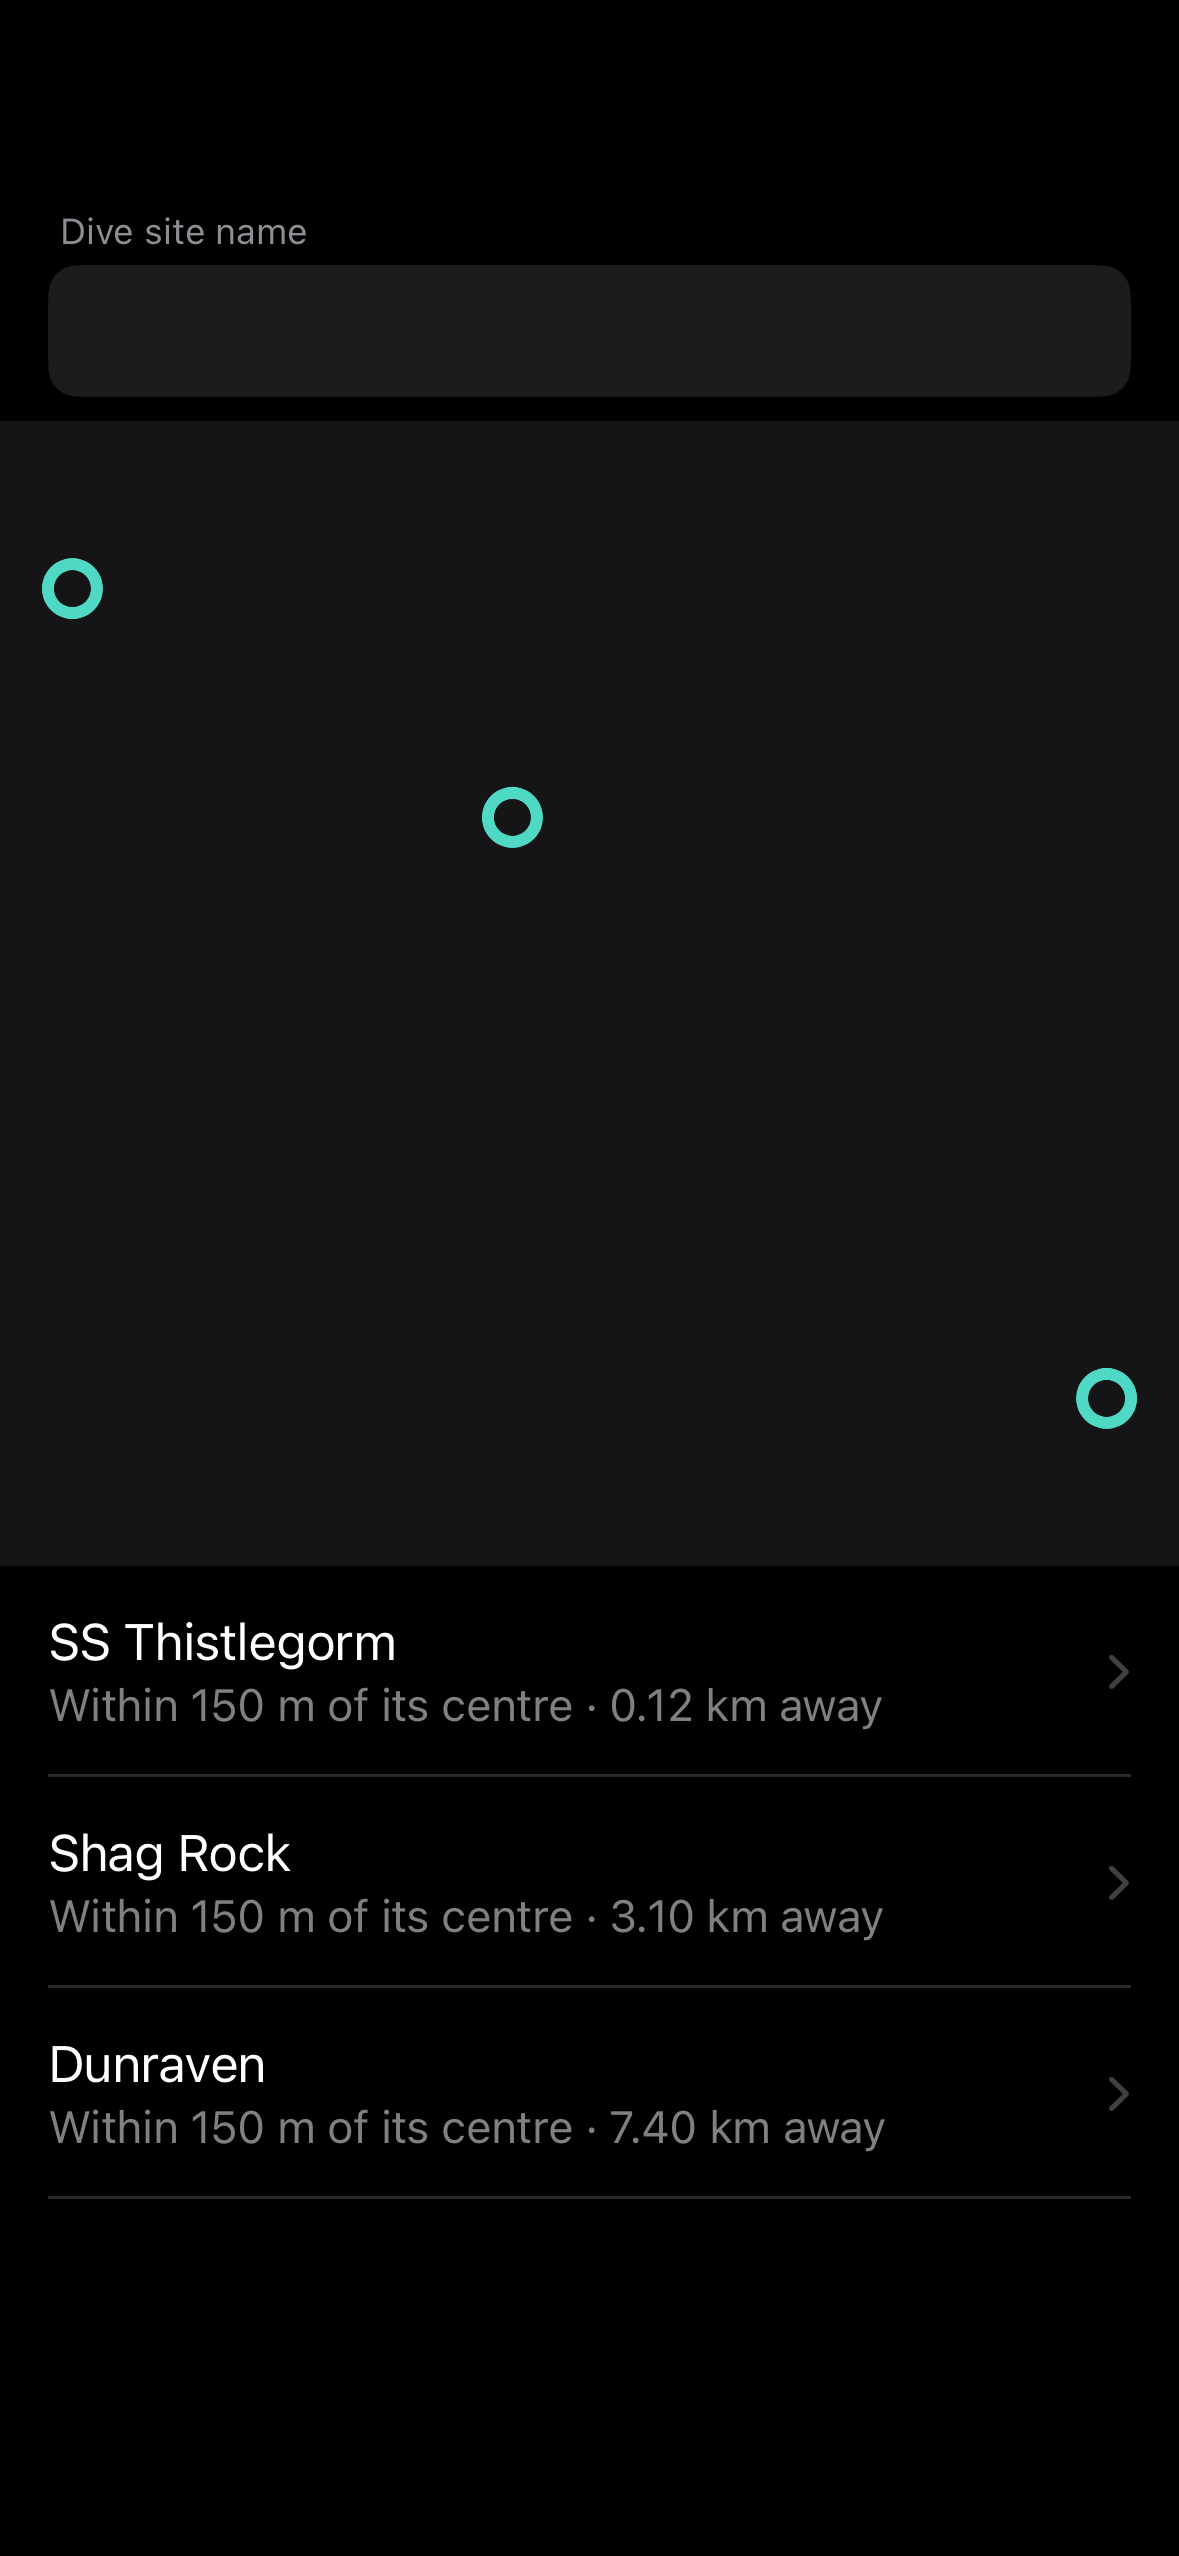 Dive site name
SS Thistlegorm
Within 150 m of its centre · 0.12 km away
Shag Rock
Within 150 m of its centre · 3.10 km away
Dunraven
Within 150 m of its centre · 7.40 km away